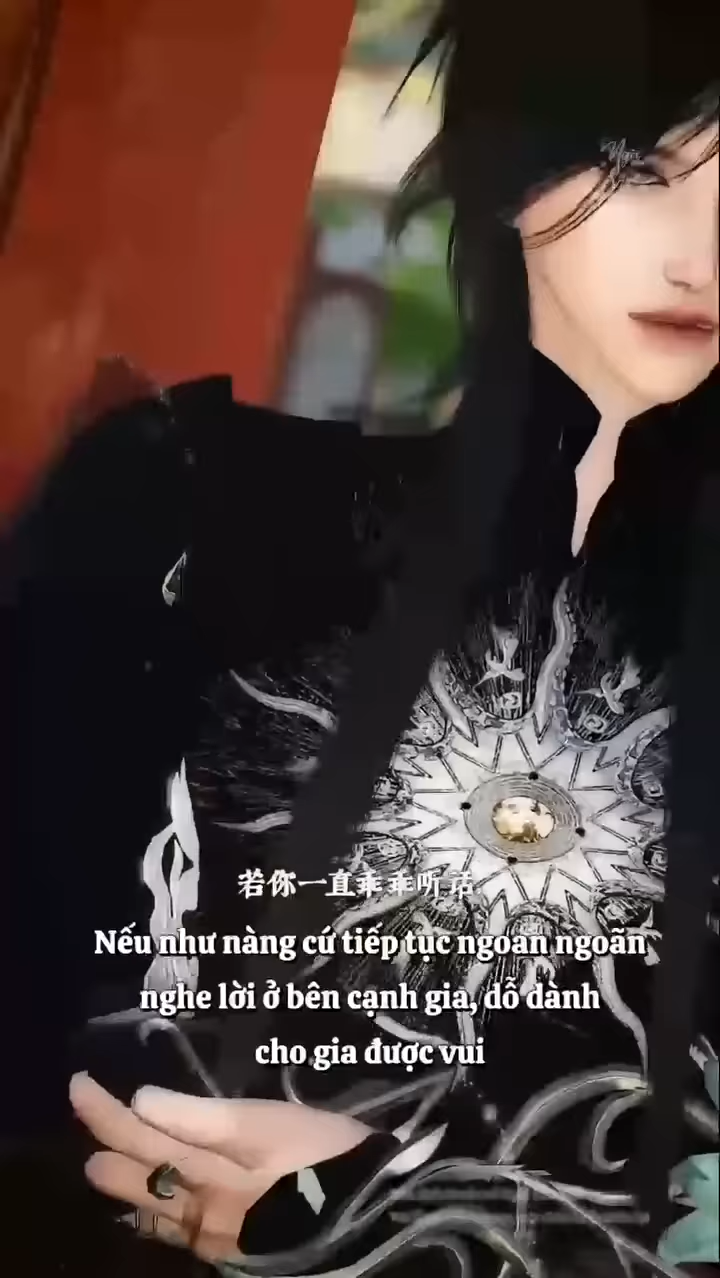 若你一直乖乖听话
Nếu như nàng cứ tiếp tục ngoan ngoãn
nghe lời ở bên cạnh gia, dỗ dành
cho gia được vui